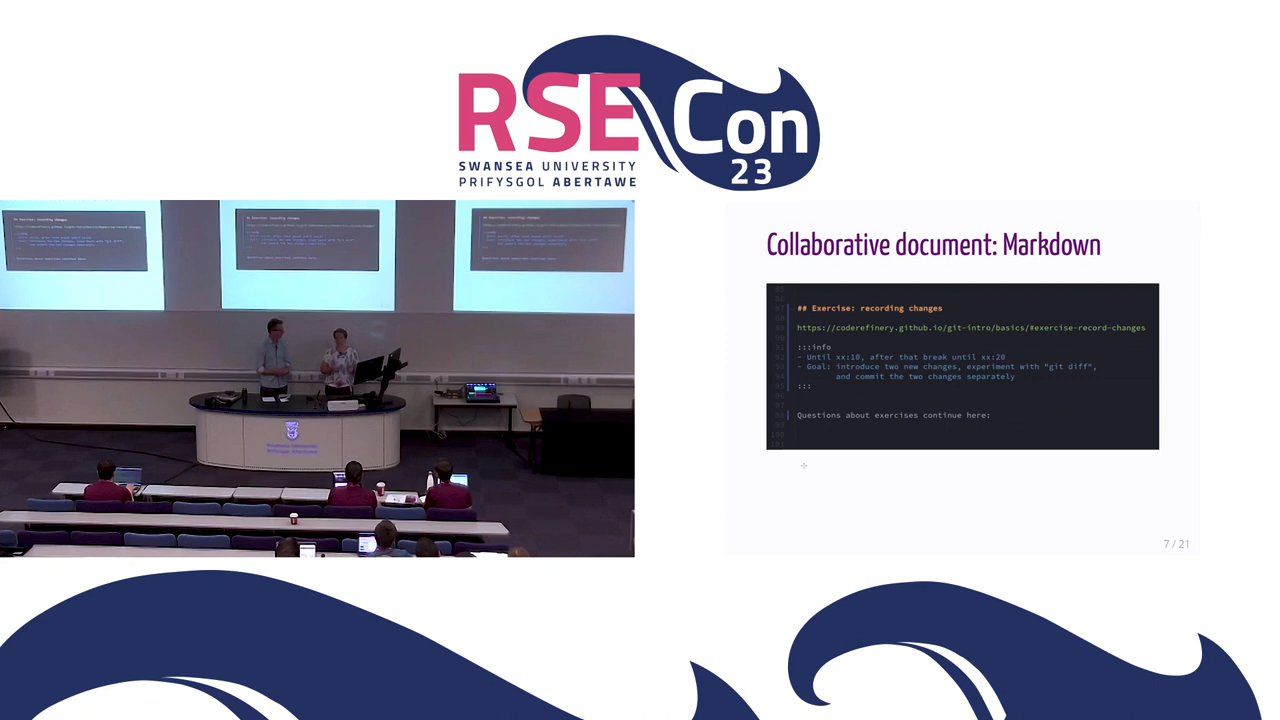 RSE Con
23
SWANSEA UNIVERSITY
PRIFYSGOL ABERTAWE
Collaborative document: Markdown
## Exercise: recording changes
https://coderefinery.github.io/git-intro/basics/#exercise-record-changes
:::info
- Until xx:10, after that break until xx:20
- Goal: introduce two new changes, experiment with "git diff",
and commit the two changes separately
:::
Questions about exercises continue here:
7 / 21